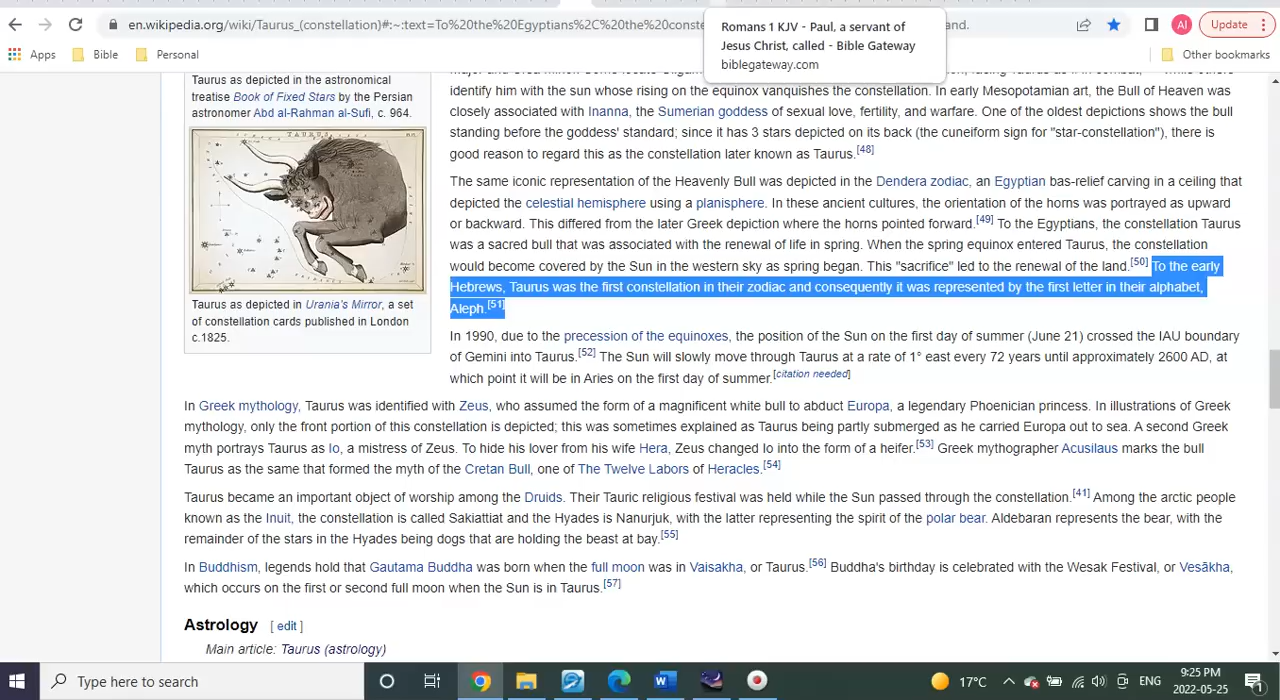 en.wikipedia.org/wiki/Taurus_(constellation)#:~:text=To%20the%20Egyptians%2C%20the%20conste
nd.
Update
Romans 1 KJV - Paul, a servant of
Jesus Christ, called - Bible Gateway
biblegateway.com
AI
Apps
Bible
Personal
Other bookmarks
Taurus as depicted in the astronomical
treatise Book of Fixed Stars by the Persian
astronomer Abd al-Rahman al-Sufi, c. 964.
TAURUS
Taurus as depicted in Urania's Mirror, a set
of constellation cards published in London
c.1825.
identify him with the sun whose rising on the equinox vanquishes the constellation. In early Mesopotamian art, the Bull of Heaven was
closely associated with Inanna, the Sumerian goddess of sexual love, fertility, and warfare. One of the oldest depictions shows the bull
standing before the goddess' standard; since it has 3 stars depicted on its back (the cuneiform sign for "star-constellation"), there is
good reason to regard this as the constellation later known as Taurus.[48]
The same iconic representation of the Heavenly Bull was depicted in the Dendera zodiac, an Egyptian bas-relief carving in a ceiling that
depicted the celestial hemisphere using a planisphere. In these ancient cultures, the orientation of the horns was portrayed as upward
or backward. This differed from the later Greek depiction where the horns pointed forward.[49] To the Egyptians, the constellation Taurus
was a sacred bull that was associated with the renewal of life in spring. When the spring equinox entered Taurus, the constellation
would become covered by the Sun in the western sky as spring began. This "sacrifice" led to the renewal of the land.[50] To the early
Hebrews, Taurus was the first constellation in their zodiac and consequently it was represented by the first letter in their alphabet,
Aleph.[51]
In 1990, due to the precession of the equinoxes, the position of the Sun on the first day of summer (June 21) crossed the IAU boundary
of Gemini into Taurus.[52] The Sun will slowly move through Taurus at a rate of 1° east every 72 years until approximately 2600 AD, at
which point it will be in Aries on the first day of summer.[citation needed]
In Greek mythology, Taurus was identified with Zeus, who assumed the form of a magnificent white bull to abduct Europa, a legendary Phoenician princess. In illustrations of Greek
mythology, only the front portion of this constellation is depicted; this was sometimes explained as Taurus being partly submerged as he carried Europa out to sea. A second Greek
myth portrays Taurus as Io, a mistress of Zeus. To hide his lover from his wife Hera, Zeus changed Io into the form of a heifer.[53] Greek mythographer Acusilaus marks the bull
Taurus as the same that formed the myth of the Cretan Bull, one of The Twelve Labors of Heracles.[54]
Taurus became an important object of worship among the Druids. Their Tauric religious festival was held while the Sun passed through the constellation.[41] Among the arctic people
known as the Inuit, the constellation is called Sakiattiat and the Hyades is Nanurjuk, with the latter representing the spirit of the polar bear. Aldebaran represents the bear, with the
remainder of the stars in the Hyades being dogs that are holding the beast at bay.[55]
In Buddhism, legends hold that Gautama Buddha was born when the full moon was in Vaisakha, or Taurus.[56] Buddha's birthday is celebrated with the Wesak Festival, or Vesākha,
which occurs on the first or second full moon when the Sun is in Taurus.[57]
Astrology [ edit ]
Main article: Taurus (astrology)
Type here to search
17°C
ENG
9:25 PM
2022-05-25
1